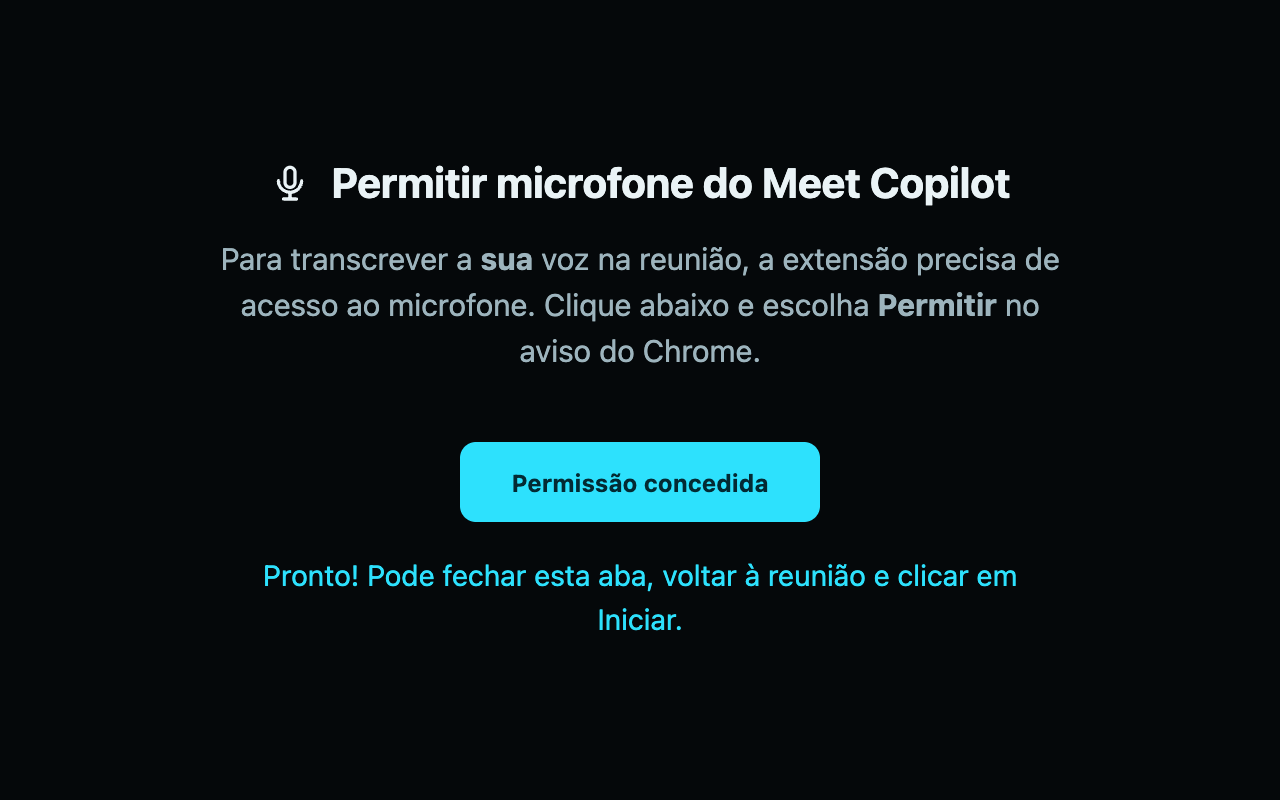 Permitir microfone do Meet Copilot
Para transcrever a sua voz na reunião, a extensão precisa de
acesso ao microfone. Clique abaixo e escolha Permitir no
aviso do Chrome.
Permissão concedida
Pronto! Pode fechar esta aba, voltar à reunião e clicar em
Iniciar.